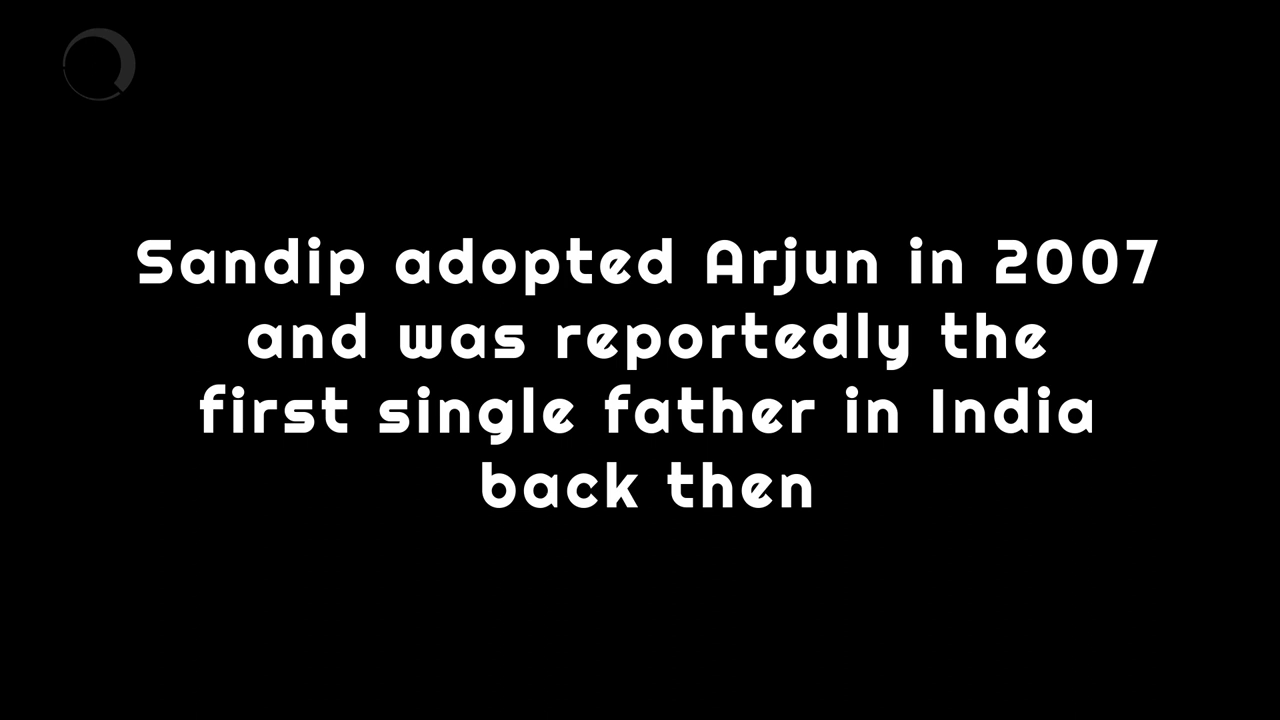 Sandip adopted Arjun in 2007
and was reportedly the
first single father in India
back then